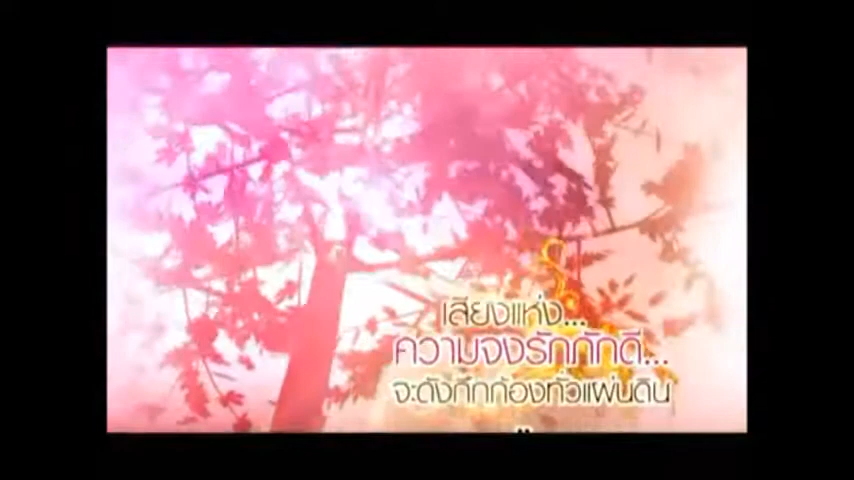 เสียงแห่ง...
ความจงรักภักดี...
จะดังกึกก้องทั่วแผ่นดิน